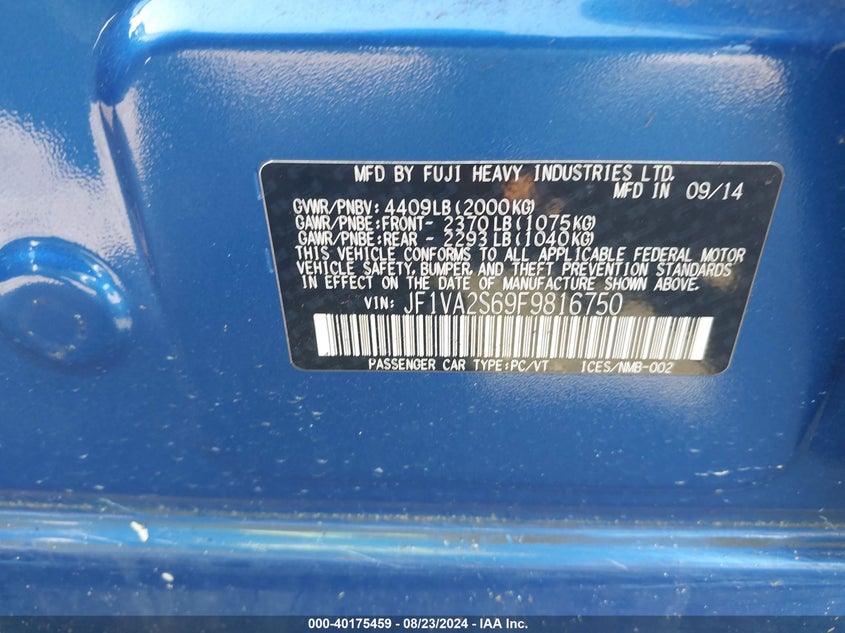 MFD BY FUJI HEAVY INDUSTRIES LTD.
MFD IN 09/14
GVWR/PNBV: 4409LB(2000KG)
GAWR/PNBE:FRONT- 2370LB(1075KG)
GAWR/PNBE:REAR - 2293LB(1040KG)
THIS VEHICLE CONFORMS TO ALL APPLICABLE FEDERAL MOTOR
VEHICLE SAFETY, BUMPER, AND THEFT PREVENTION STANDARDS
IN EFFECT ON THE DATE OF MANUFACTURE SHOWN ABOVE.
VIN: JF1VA2S69F9816750
PASSENGER CAR TYPE:PC/VT ICES/NMB-002
000-40175459 - 08/23/2024 - IAA Inc.